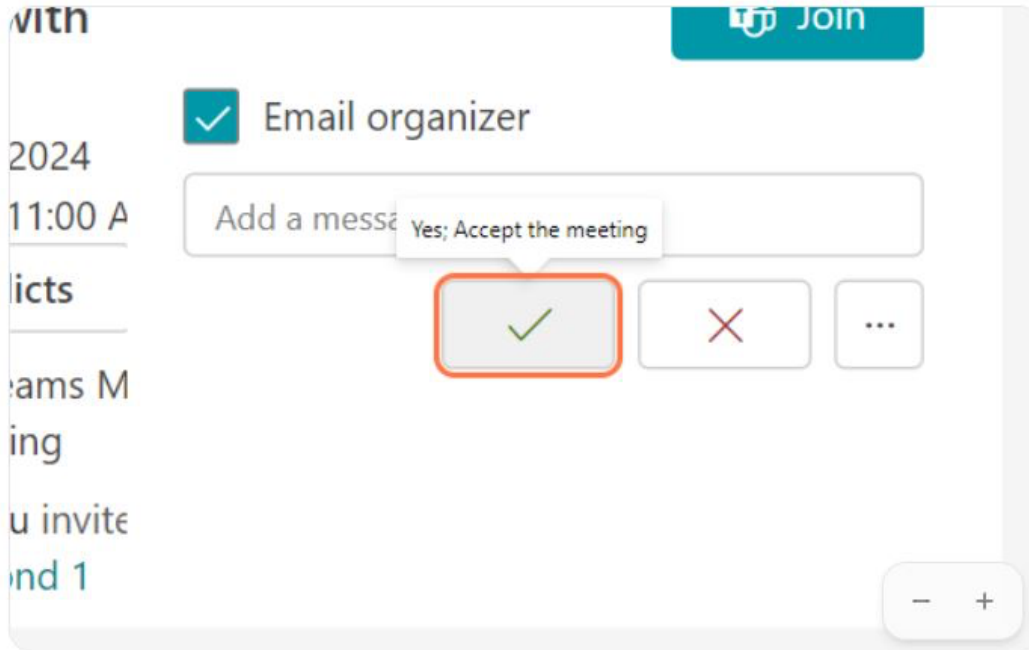 with
Join
Email organizer
2024
11:00 A
Add a messa
Yes; Accept the meeting
licts
eams M
ing
u invite
ond 1